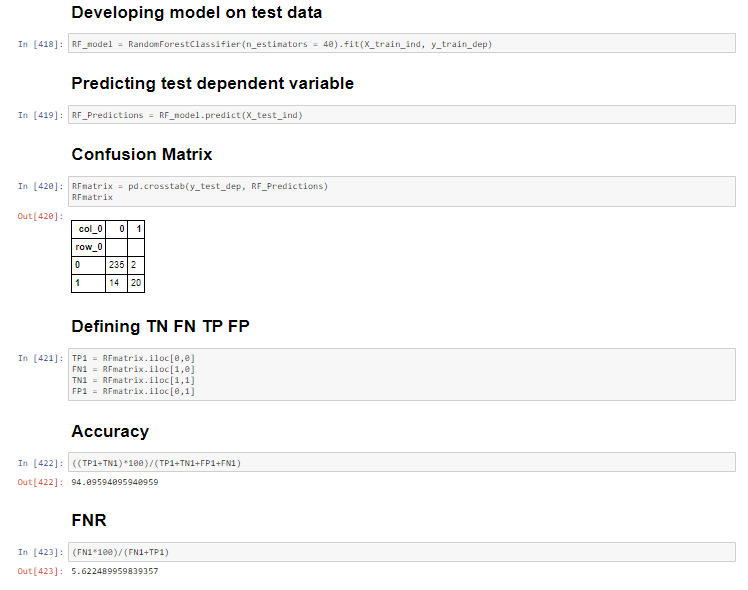 Developing model on test data
In [418]: RF_model = RandomForestClassifier(n_estimators = 40).fit(X_train_ind, y_train_dep)
Predicting test dependent variable
In [419]: RF_Predictions = RF_model.predict(X_test_ind)
Confusion Matrix
In [420]: RFmatrix = pd.crosstab(y_test_dep, RF_Predictions)
RFmatrix
Out[420]:
col_0 0 1
row_0
0 235 2
1 14 20
Defining TN FN TP FP
In [421]: TP1 = RFmatrix.iloc[0,0]
FN1 = RFmatrix.iloc[1,0]
TN1 = RFmatrix.iloc[1,1]
FP1 = RFmatrix.iloc[0,1]
Accuracy
In [422]: ((TP1+TN1)*100)/(TP1+TN1+FP1+FN1)
Out[422]: 94.09594095940959
FNR
In [423]: (FN1*100)/(FN1+TP1)
Out[423]: 5.622489959839357